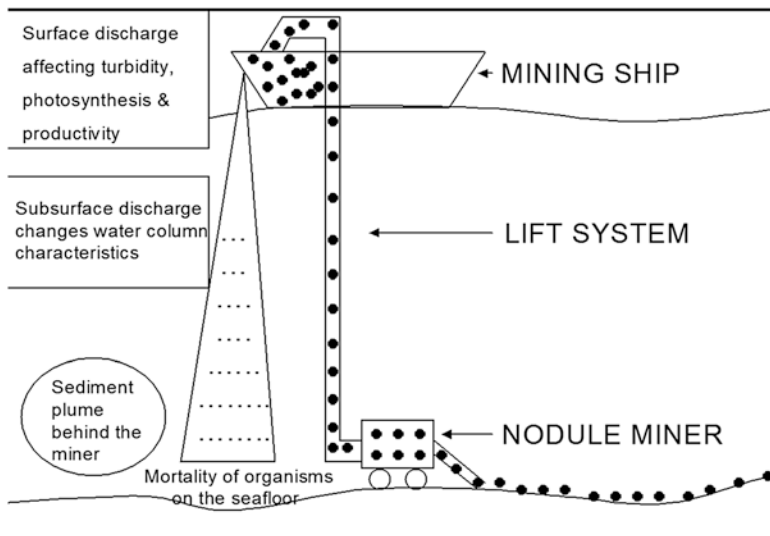 Surface discharge
affecting turbidity,
photosynthesis &
productivity
MINING SHIP
Subsurface discharge
changes water column
characteristics
LIFT SYSTEM
Sediment
plume
behind the
miner
NODULE MINER
Mortality of organisms
on the seafloor